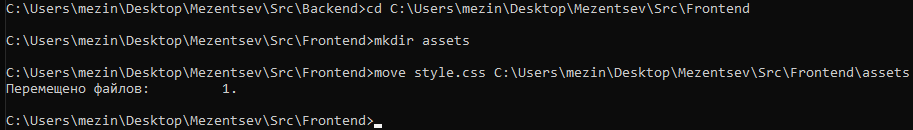 C:\Users\mezin\Desktop\Mezentsev\Src\Backend>cd C:\Users\mezin\Desktop\Mezentsev\Src\Frontend
C:\Users\mezin\Desktop\Mezentsev\Src\Frontend>mkdir assets
C:\Users\mezin\Desktop\Mezentsev\Src\Frontend>move style.css C:\Users\mezin\Desktop\Mezentsev\Src\Frontend\assets
Перемещено файлов:         1.
C:\Users\mezin\Desktop\Mezentsev\Src\Frontend>